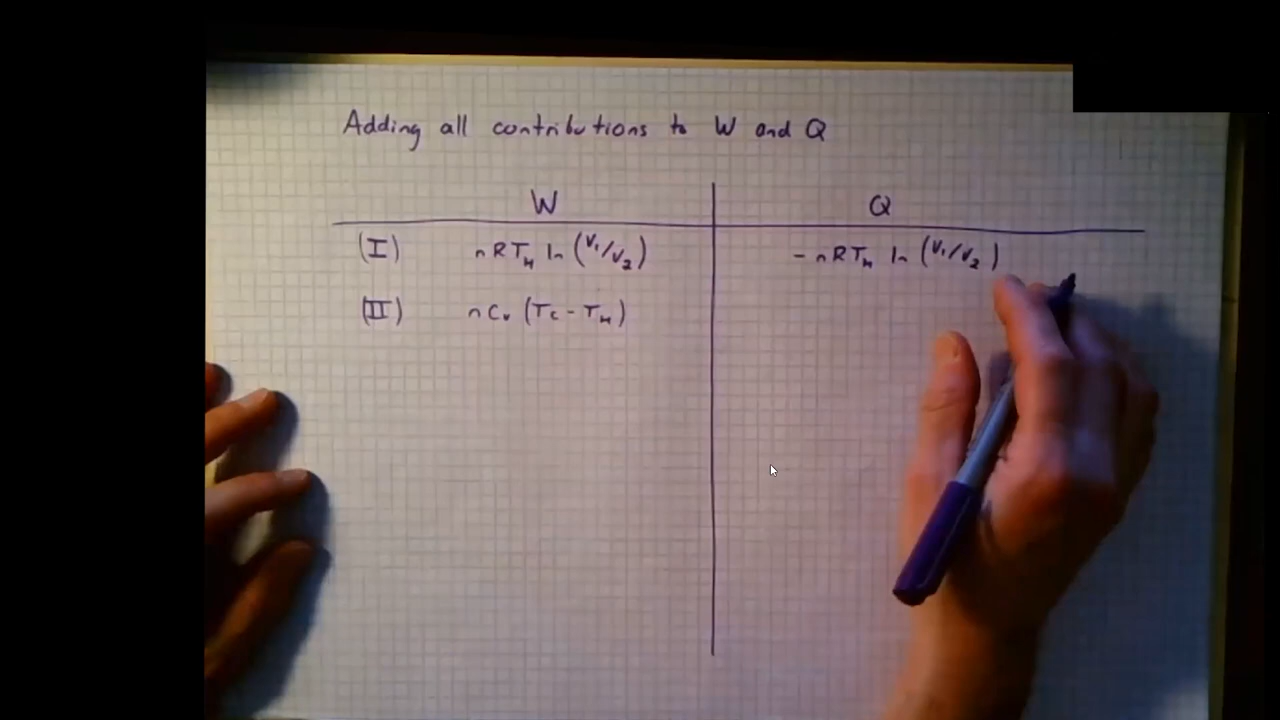 Adding all contributions to W and Q
W Q
(I) nRT_H ln (V₁/V₂) -nRT_H ln (V₁/V₂)
(II) nC_v (T_C - T_H)